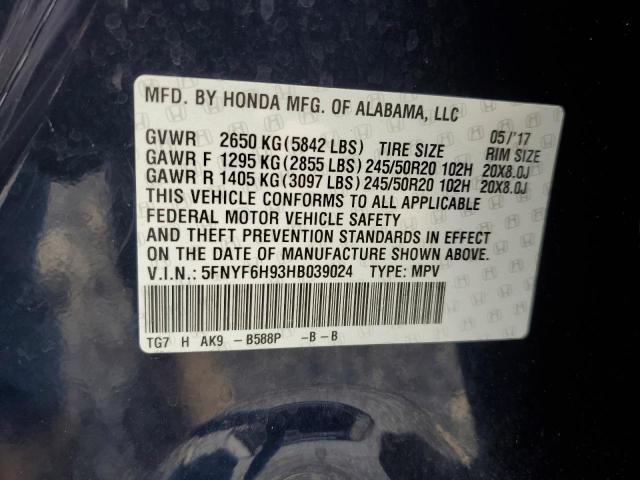 MFD. BY HONDA MFG. OF ALABAMA, LLC
GVWR 2650 KG(5842 LBS) TIRE SIZE 05/'17 RIM SIZE
GAWR F 1295 KG(2855 LBS) 245/50R20 102H 20X8.0J
GAWR R 1405 KG(3097 LBS) 245/50R20 102H 20X8.0J
THIS VEHICLE CONFORMS TO ALL APPLICABLE
FEDERAL MOTOR VEHICLE SAFETY
AND THEFT PREVENTION STANDARDS IN EFFECT
ON THE DATE OF MANUFACTURE SHOWN ABOVE.
V.I.N.: 5FNYF6H93HB039024 TYPE: MPV
TG7 H AK9 -B588P -B-B